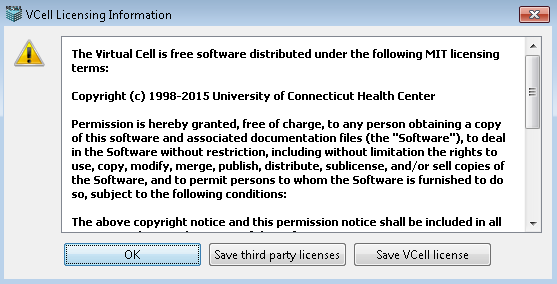 VCell Licensing Information
The Virtual Cell is free software distributed under the following MIT licensing
terms:
Copyright (c) 1998-2015 University of Connecticut Health Center
Permission is hereby granted, free of charge, to any person obtaining a copy
of this software and associated documentation files (the "Software"), to deal
in the Software without restriction, including without limitation the rights to
use, copy, modify, merge, publish, distribute, sublicense, and/or sell copies of
the Software, and to permit persons to whom the Software is furnished to do
so, subject to the following conditions:
The above copyright notice and this permission notice shall be included in all
OK
Save third party licenses
Save VCell license